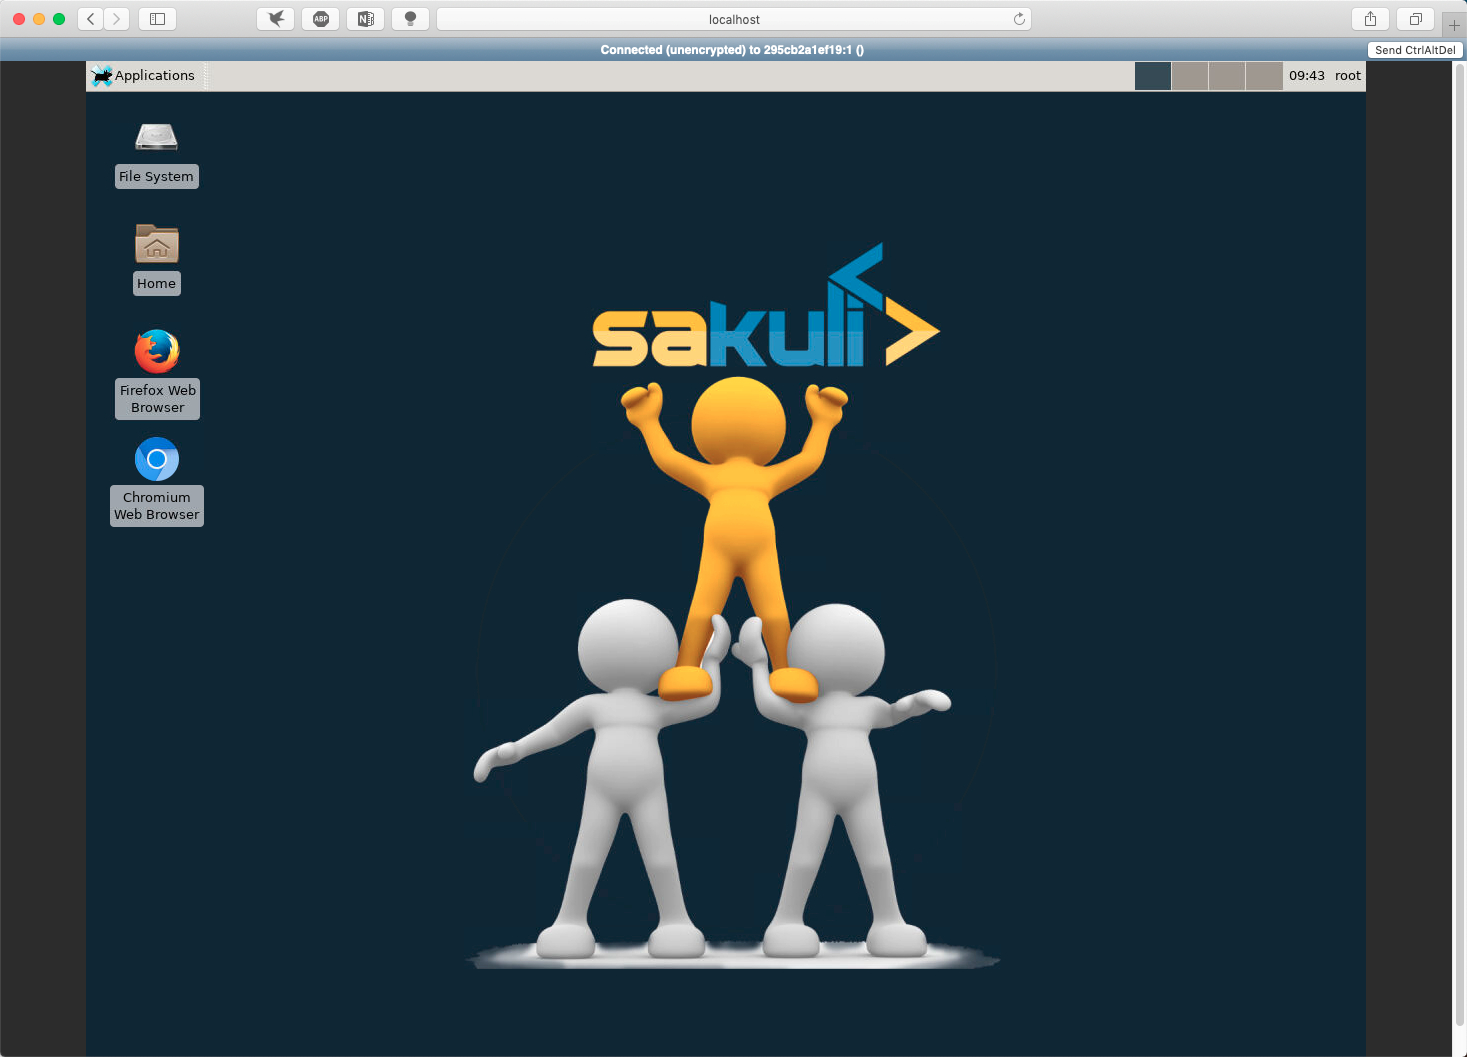 ABP
N
localhost
Connected (unencrypted) to 295cb2a1ef19:1 ()
Send CtrlAltDel
Applications
09:43 root
File System
Home
Firefox Web
Browser
Chromium
Web Browser
sakuli